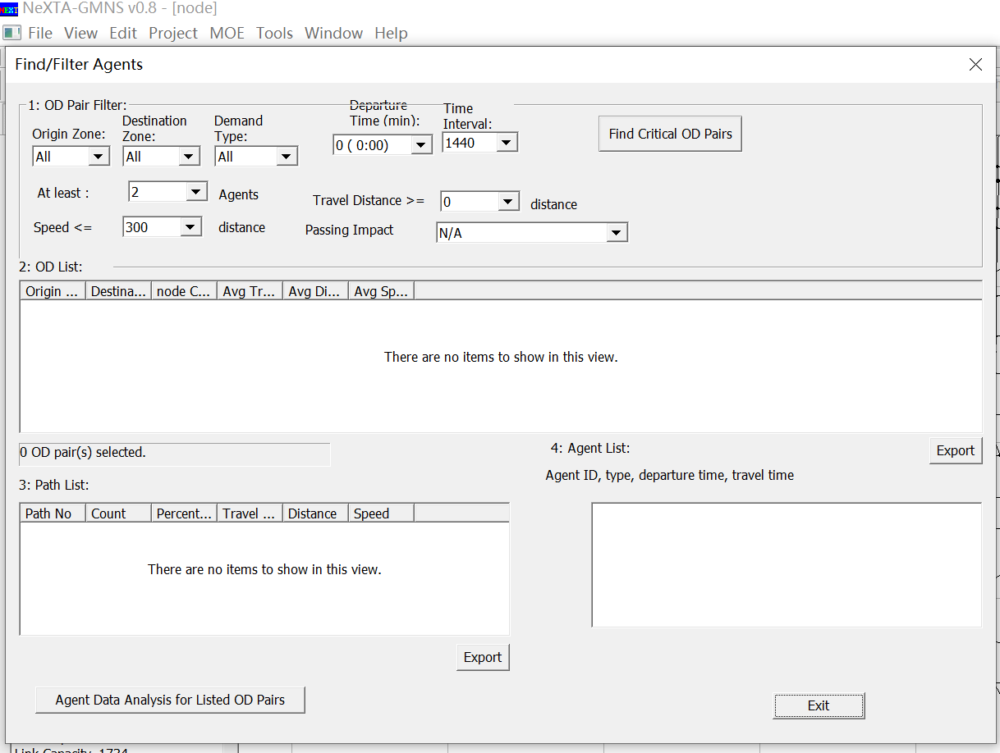 NEXT NeXTA-GMNS v0.8 - [node]
File View Edit Project MOE Tools Window Help
Find/Filter Agents
1: OD Pair Filter:
Origin Zone: Destination Zone: Demand Type: Departure Time (min): Time Interval:
All All All 0 ( 0:00) 1440 Find Critical OD Pairs
At least : 2 Agents Travel Distance >= 0 distance
Speed <= 300 distance Passing Impact N/A
2: OD List:
Origin ... Destina... node C... Avg Tr... Avg Di... Avg Sp...
There are no items to show in this view.
0 OD pair(s) selected.
4: Agent List: Export
Agent ID, type, departure time, travel time
3: Path List:
Path No Count Percent... Travel ... Distance Speed
There are no items to show in this view.
Export
Agent Data Analysis for Listed OD Pairs
Exit
Link Capacity 1724